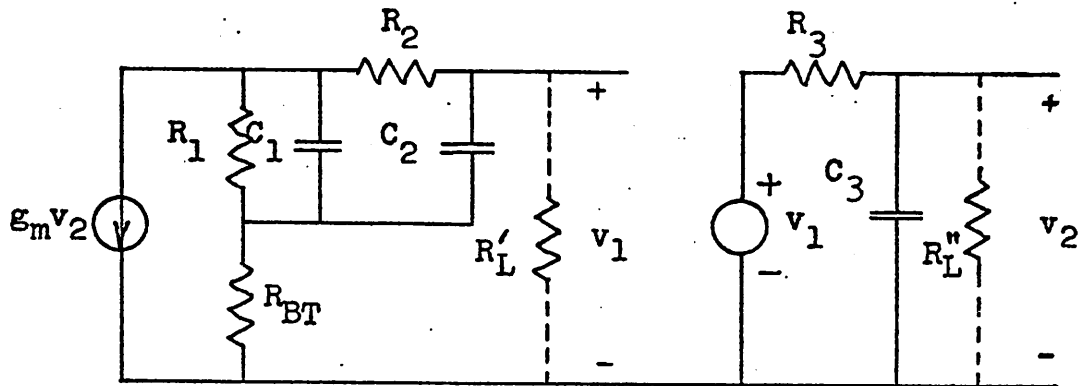 R2
R3
+
+
R1
C1
C2
C3
+
gmv2
R'L
v1
v1
R"L
v2
-
RBT
-
-